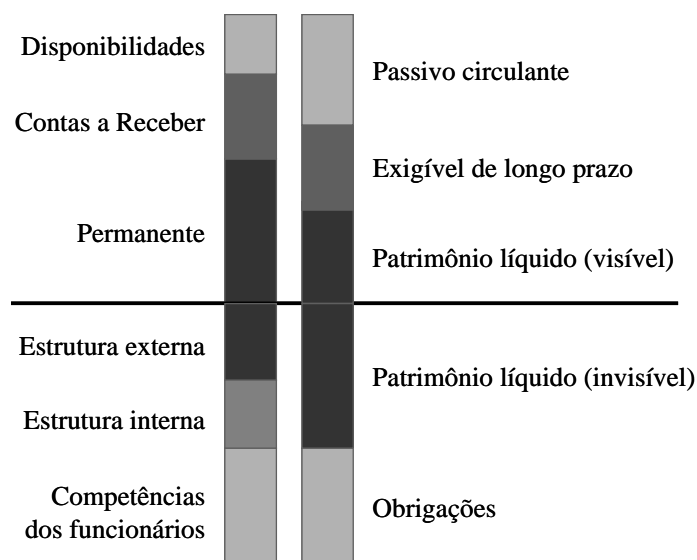 Disponibilidades
Contas a Receber
Permanente
Estrutura externa
Estrutura interna
Competências
dos funcionários
Passivo circulante
Exigível de longo prazo
Patrimônio líquido (visível)
Patrimônio líquido (invisível)
Obrigações